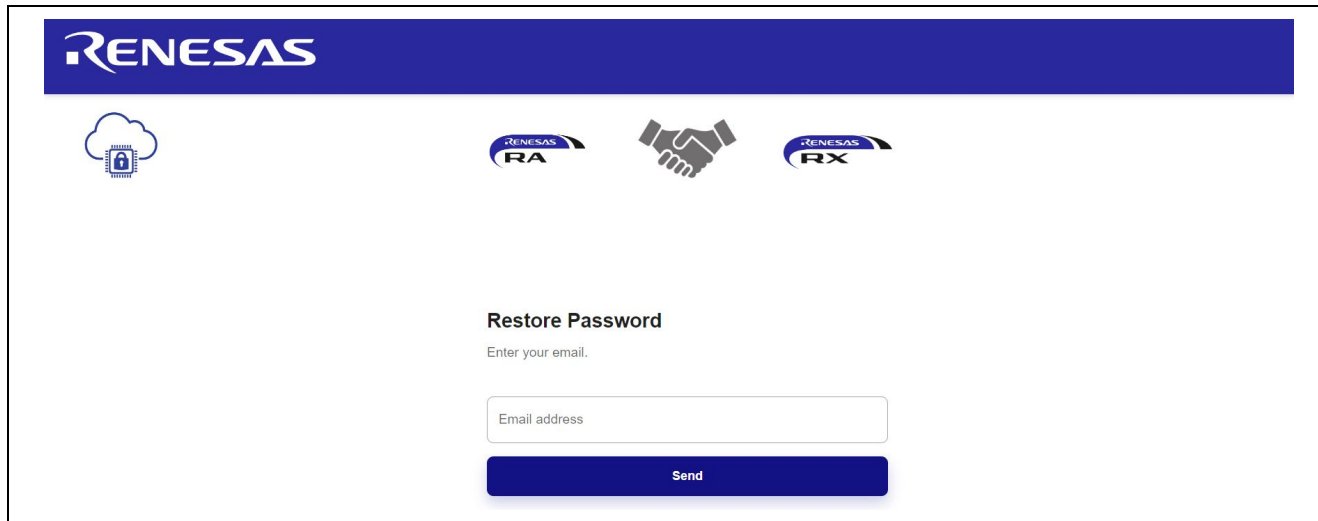 RENESAS
RENESAS
RA
RENESAS
RX
Restore Password
Enter your email.
Email address
Send